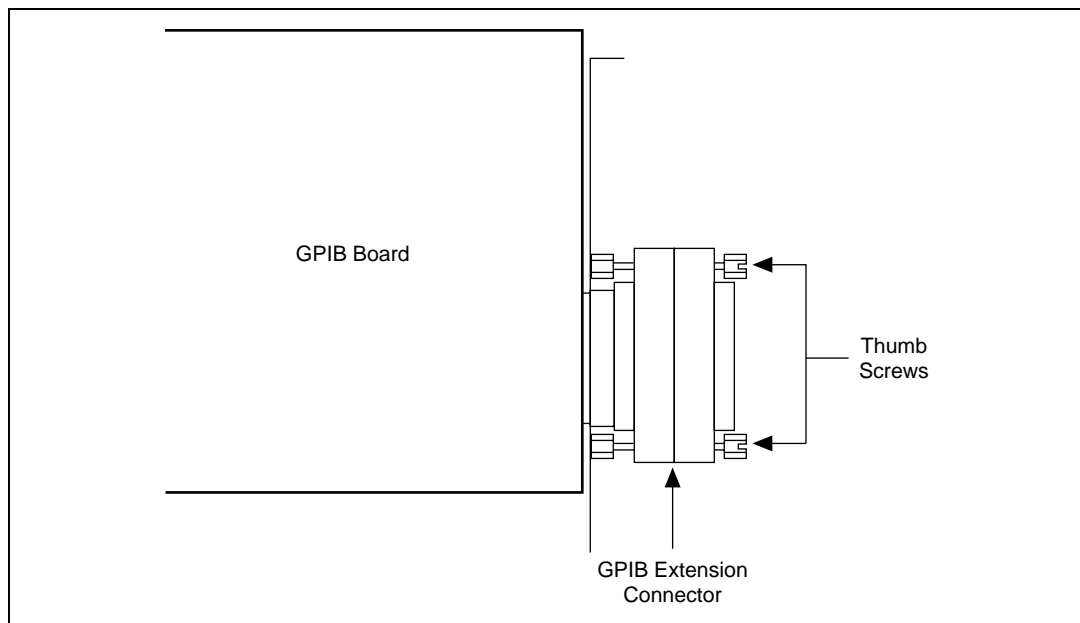 GPIB Board
Thumb
Screws
GPIB Extension
Connector